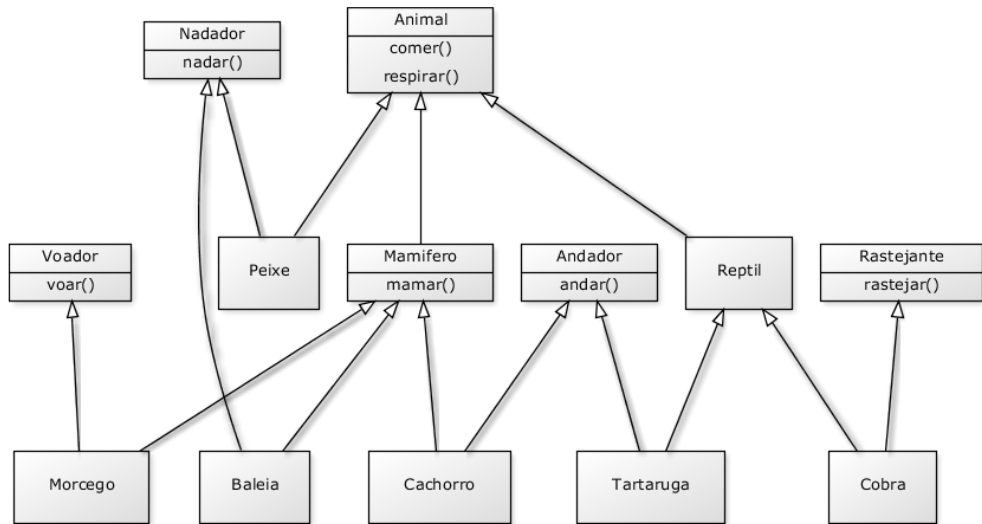 Nadador
nadar()
Animal
comer()
respirar()
Voador
voar()
Peixe
Mamifero
mamar()
Andador
andar()
Reptil
Rastejante
rastejar()
Morcego
Baleia
Cachorro
Tartaruga
Cobra